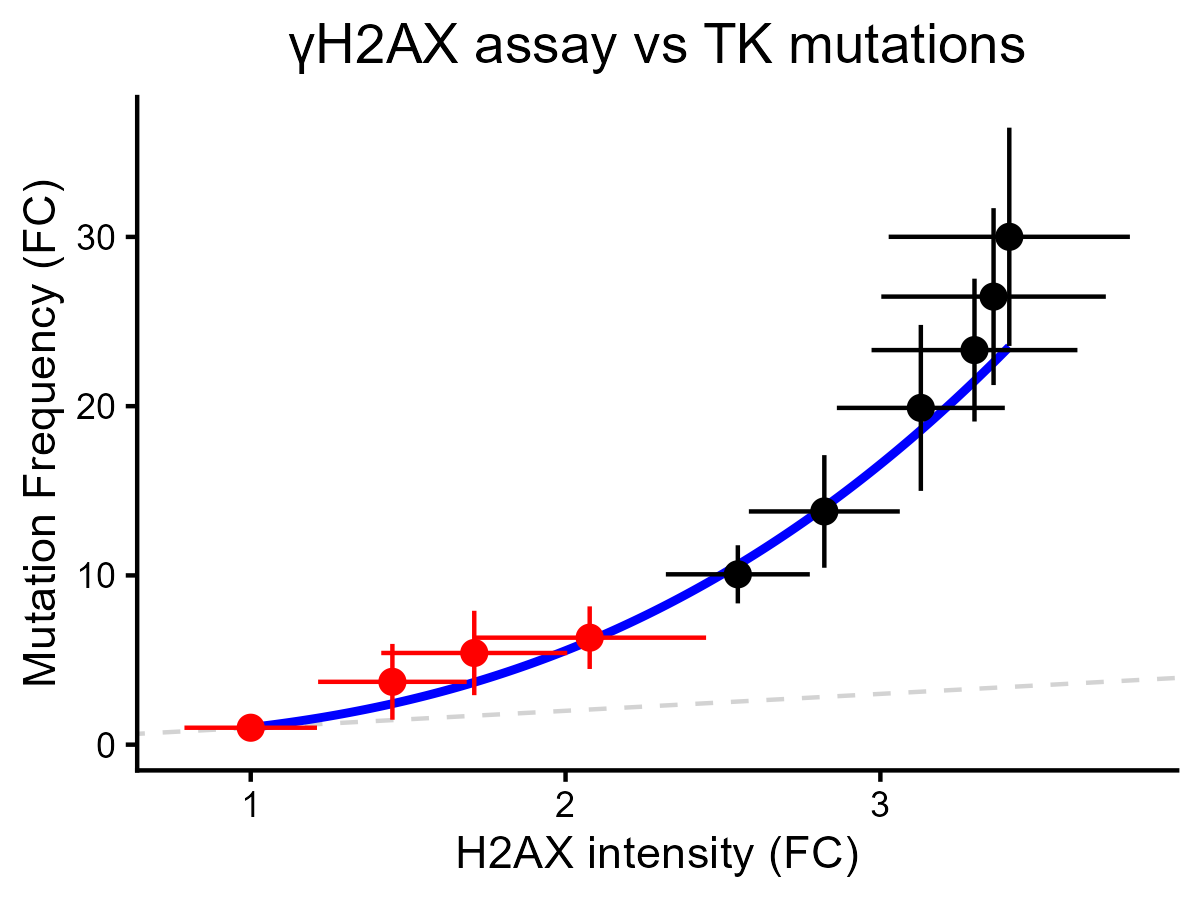 γH2AX assay vs TK mutations
Mutation Frequency (FC)
30
20
10
0
1 2 3
H2AX intensity (FC)